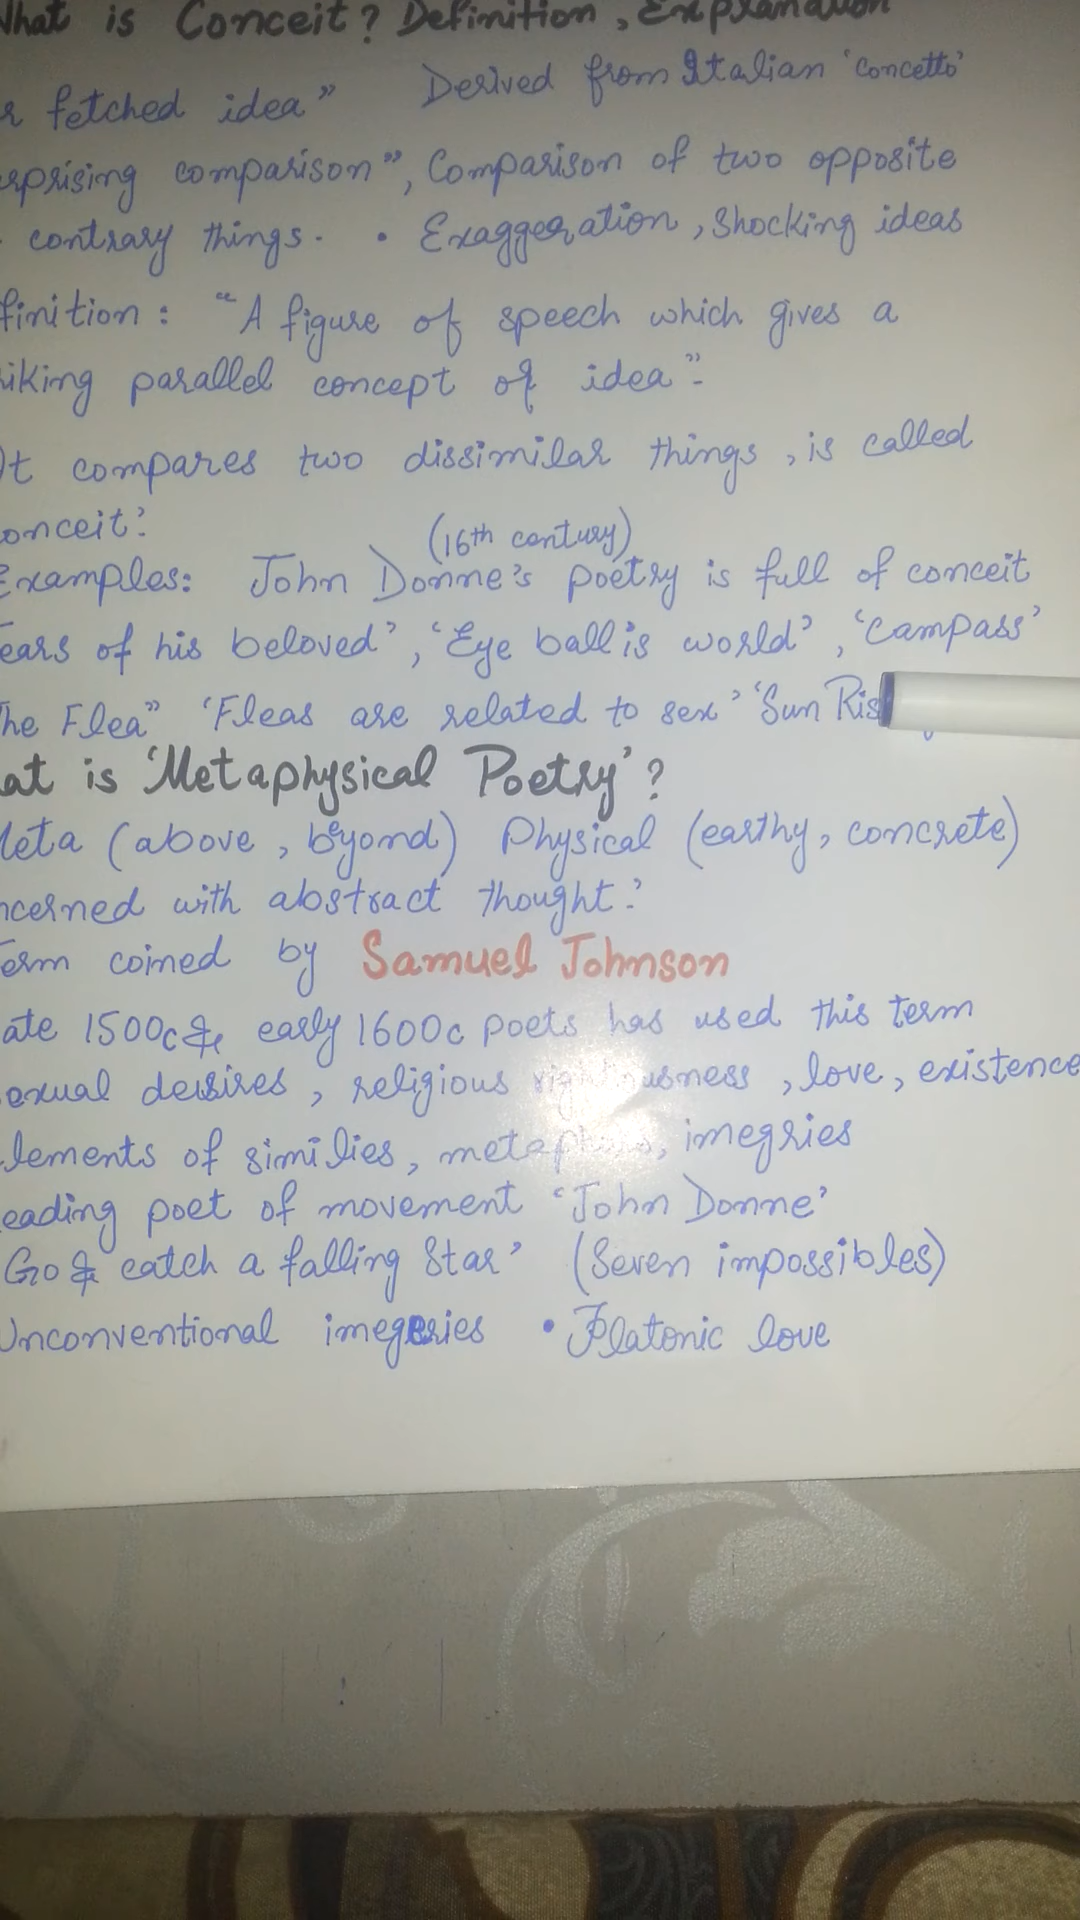 What is Conceit? Definition, Explanation
fetched idea" Derived from Italian 'concetto'
comparison", Comparison of two opposite
contrary things. • Exaggeration, Shocking ideas
finition: "A figure of speech which gives a
iking parallel concept of idea".
It compares two dissimilar things, is called
onceit:
(16th century)
Examples: John Donne's poetry is full of conceit
ears of his beloved', 'Eye ball is world', 'Campass'
The Flea" 'Fleas are related to sex' 'Sun Ris
at is 'Metaphysical Poetry'?
Meta (above, beyond) Physical (earthy, concrete)
ncerned with abstract thought:
Term coined by Samuel Johnson
ate 1500c & early 1600c poets has used this term
exual desires, religious , love, existence
lements of similies, imegries
eading poet of movement 'John Donne'
Go & catch a falling Star' (Seven impossibles)
Unconventional imegeries • Platonic love